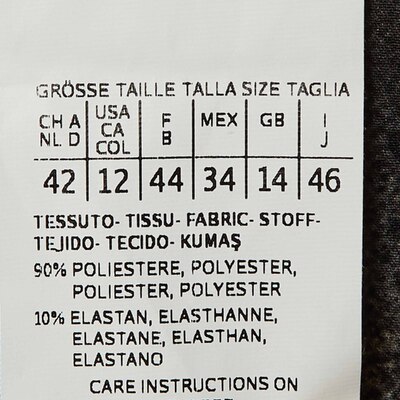 GRÖSSE TAILLE TALLA SIZE TAGLIA
CH A NL D | USA CA COL | F B | MEX | GB | I J
42 | 12 | 44 | 34 | 14 | 46
TESSUTO- TISSU- FABRIC- STOFF-
TEJIDO- TECIDO- KUMAŞ
90% POLIESTERE, POLYESTER,
POLIESTER, POLYESTER
10% ELASTAN, ELASTHANNE,
ELASTANE, ELASTHAN,
ELASTANO
CARE INSTRUCTIONS ON